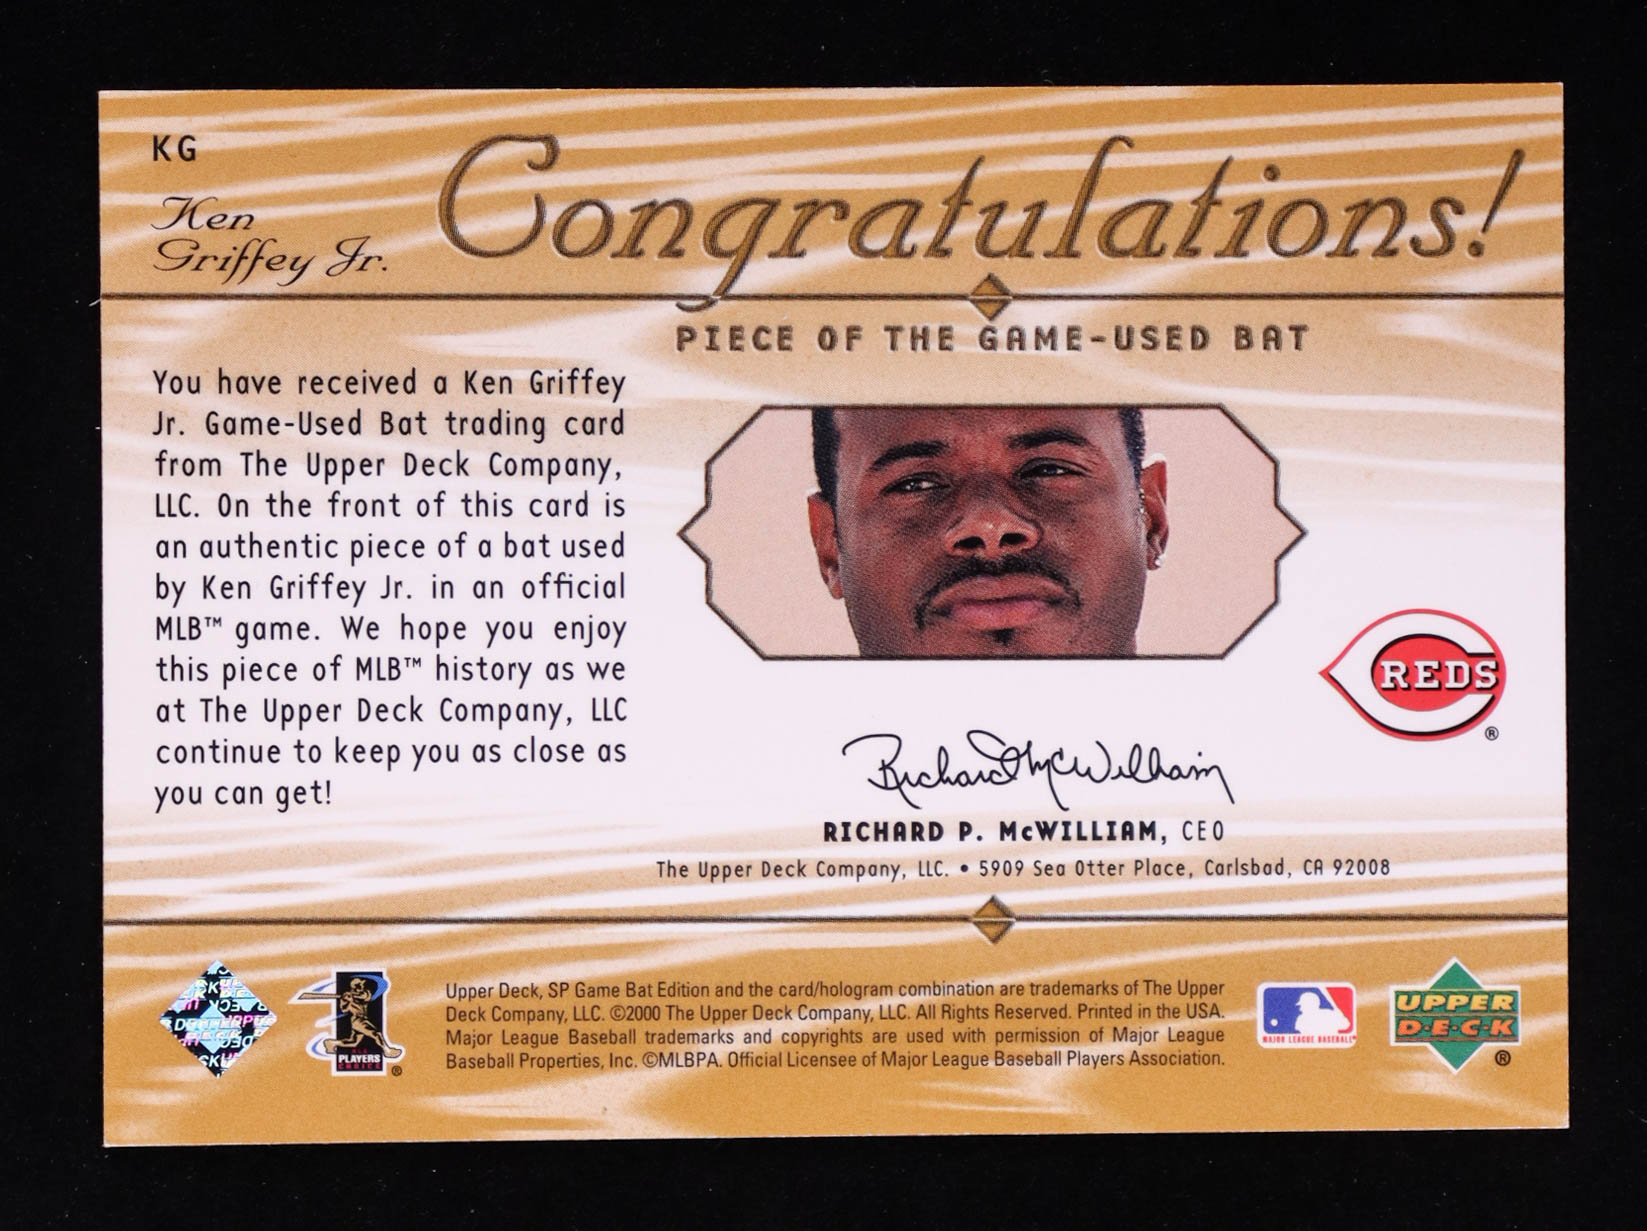 KG
Ken
Griffey Jr.
Congratulations!
PIECE OF THE GAME-USED BAT
You have received a Ken Griffey
Jr. Game-Used Bat trading card
from The Upper Deck Company,
LLC. On the front of this card is
an authentic piece of a bat used
by Ken Griffey Jr. in an official
MLB™ game. We hope you enjoy
this piece of MLB™ history as we
at The Upper Deck Company, LLC
continue to keep you as close as
you can get!
REDS
®
Richard McWilliam
RICHARD P. McWILLIAM, CEO
The Upper Deck Company, LLC. • 5909 Sea Otter Place, Carlsbad, CA 92008
PLAYERS
CHOICE
®
Upper Deck, SP Game Bat Edition and the card/hologram combination are trademarks of The Upper
Deck Company, LLC. ©2000 The Upper Deck Company, LLC. All Rights Reserved. Printed in the USA.
Major League Baseball trademarks and copyrights are used with permission of Major League
Baseball Properties, Inc. ©MLBPA. Official Licensee of Major League Baseball Players Association.
MAJOR LEAGUE BASEBALL
UPPER
D·E·C·K
®